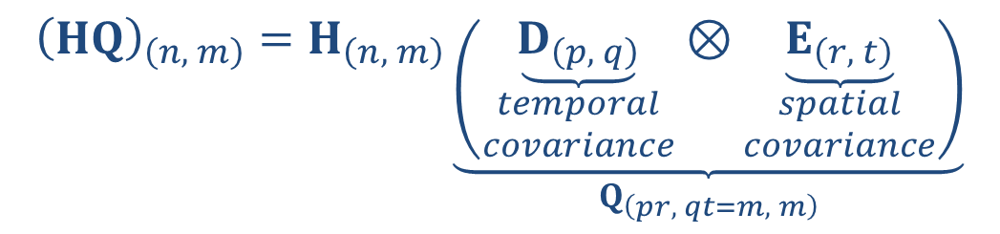 (HQ)(n, m) = H(n, m) ( D(p, q) ⊗ E(r, t) )
temporal spatial
covariance covariance
Q(pr, qt=m, m)